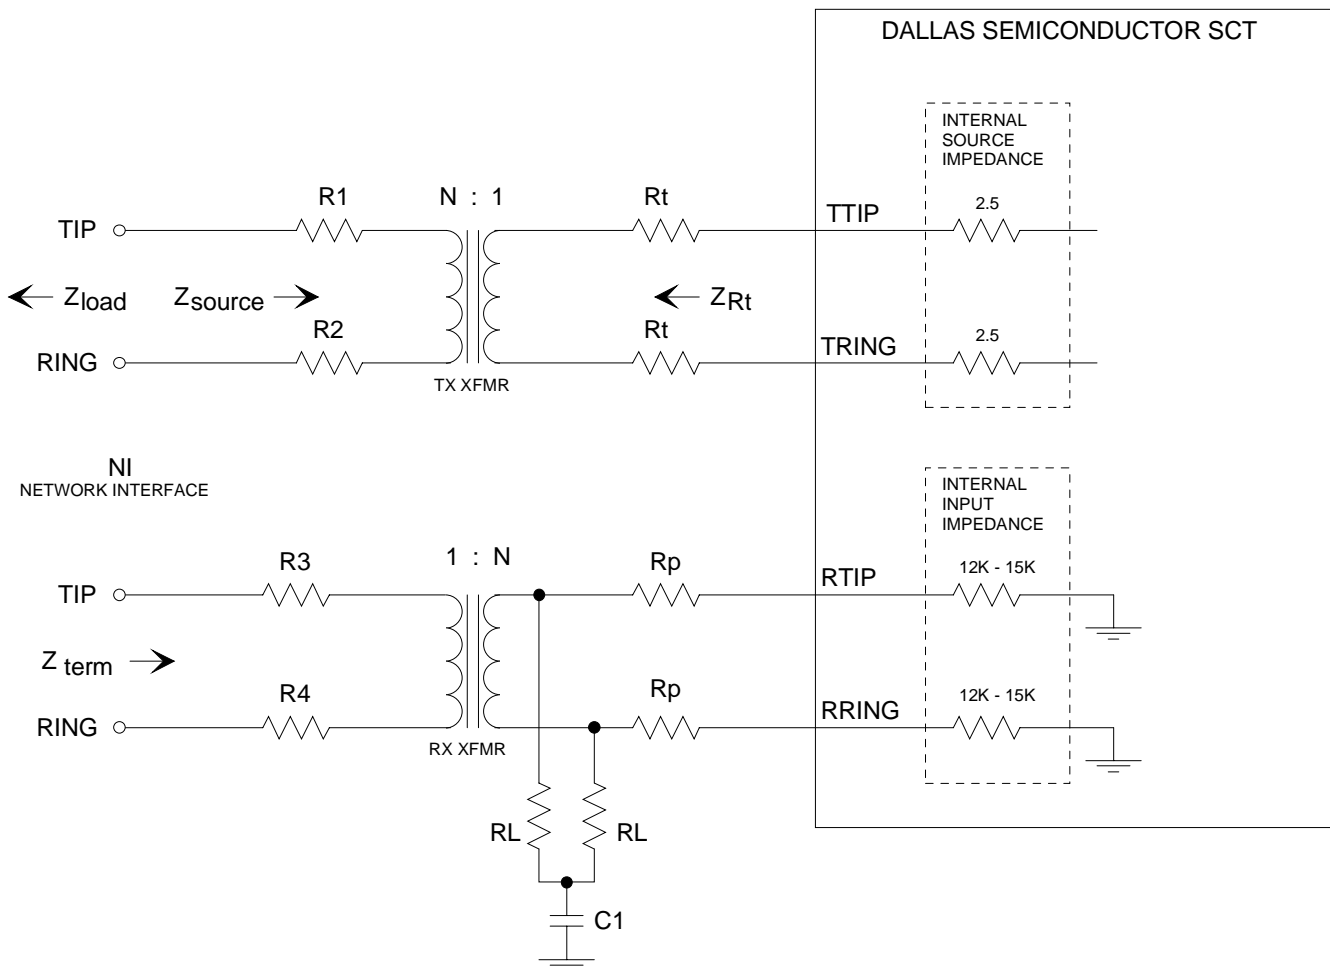 DALLAS SEMICONDUCTOR SCT
INTERNAL
SOURCE
IMPEDANCE
R1
N : 1
Rt
TTIP
2.5
TIP
Zload
Zsource
ZRt
R2
Rt
TRING
2.5
RING
TX XFMR
NI
NETWORK INTERFACE
INTERNAL
INPUT
IMPEDANCE
R3
1 : N
Rp
RTIP
12K - 15K
TIP
Z term
R4
Rp
RRING
12K - 15K
RING
RX XFMR
RL
RL
C1